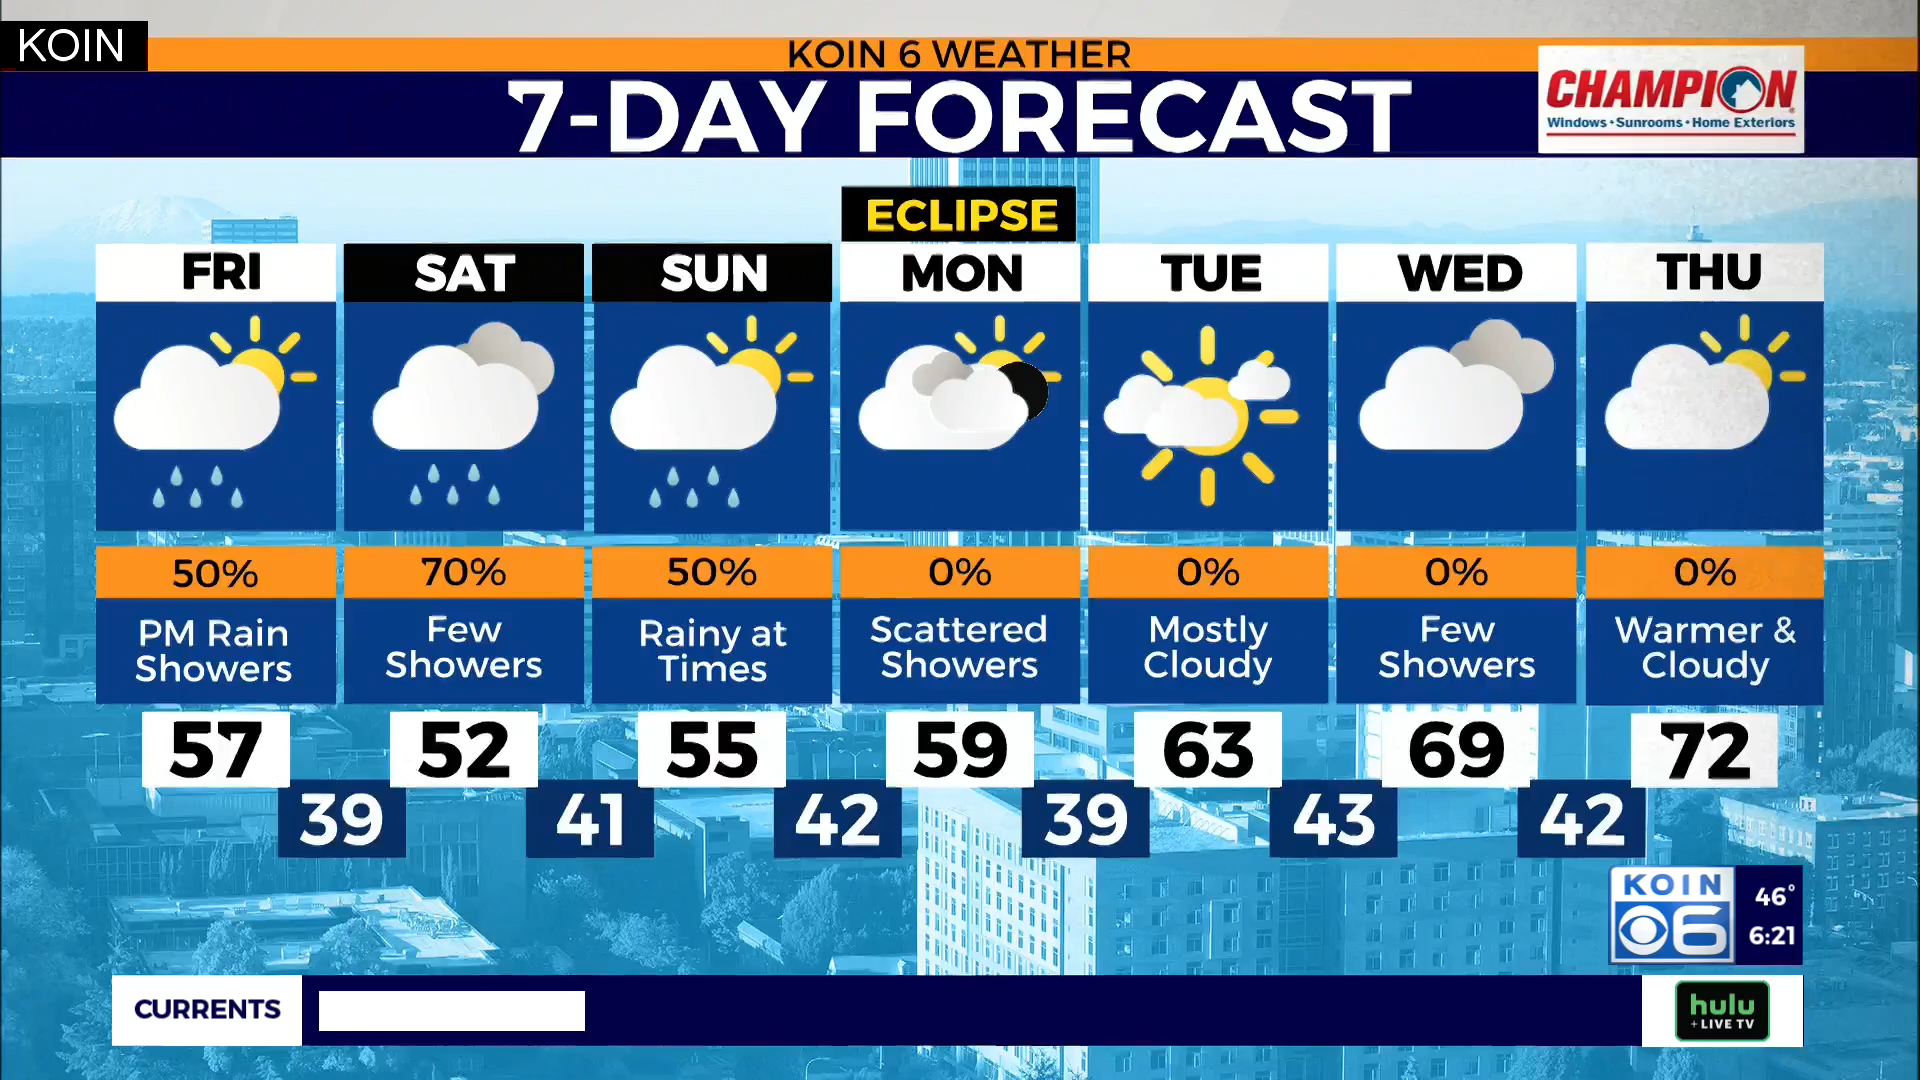 KOIN
KOIN 6 WEATHER
7-DAY FORECAST
CHAMPION
Windows • Sunrooms • Home Exteriors
ECLIPSE
FRI SAT SUN MON TUE WED THU
50% 70% 50% 0% 0% 0% 0%
PM Rain
Showers
Few
Showers
Rainy at
Times
Scattered
Showers
Mostly
Cloudy
Few
Showers
Warmer &
Cloudy
57 52 55 59 63 69 72
39 41 42 39 43 42
KOIN
6
46°
6:21
CURRENTS
hulu
+ LIVE TV